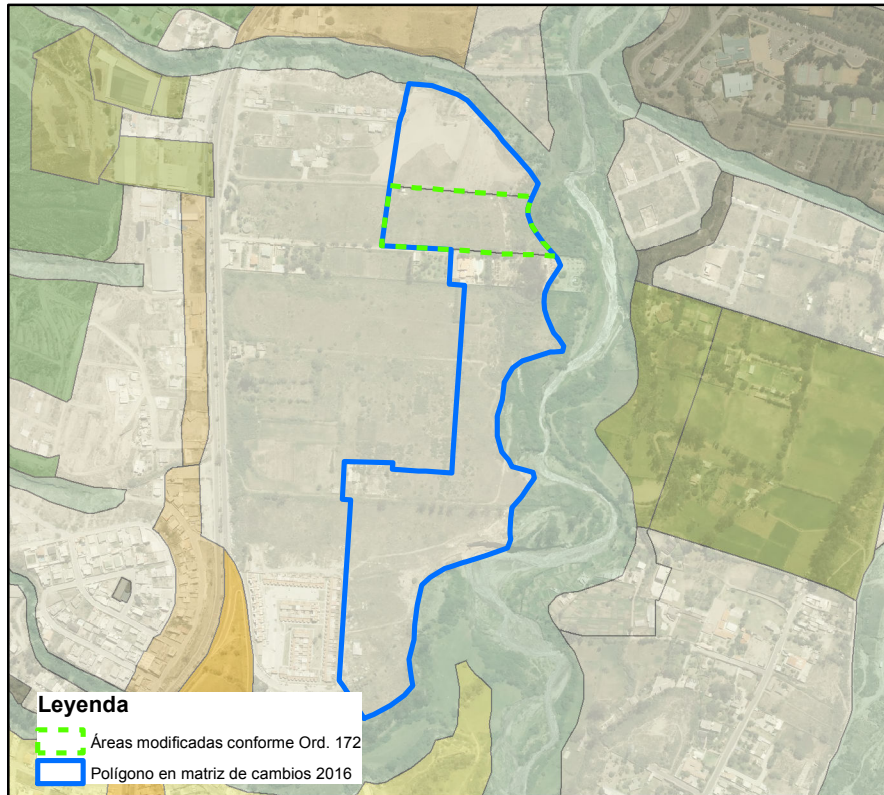 Leyenda
Áreas modificadas conforme Ord. 172
Polígono en matriz de cambios 2016